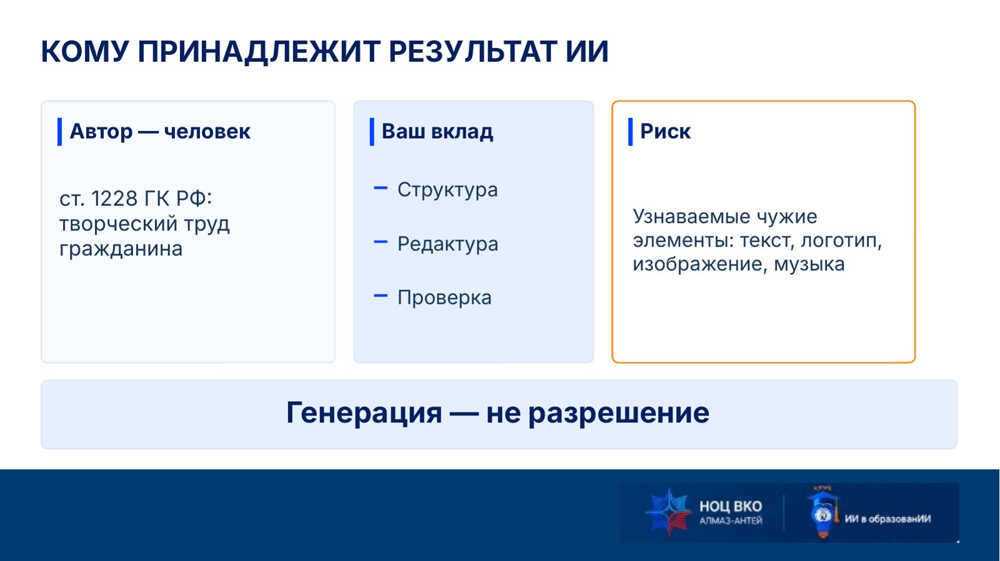 КОМУ ПРИНАДЛЕЖИТ РЕЗУЛЬТАТ ИИ
Автор — человек
ст. 1228 ГК РФ:
творческий труд
гражданина
Ваш вклад
– Структура
– Редактура
– Проверка
Риск
Узнаваемые чужие
элементы: текст, логотип,
изображение, музыка
Генерация — не разрешение
НОЦ ВКО
АЛМАЗ-АНТЕЙ
КЛУБ
ИИ в образованИИ